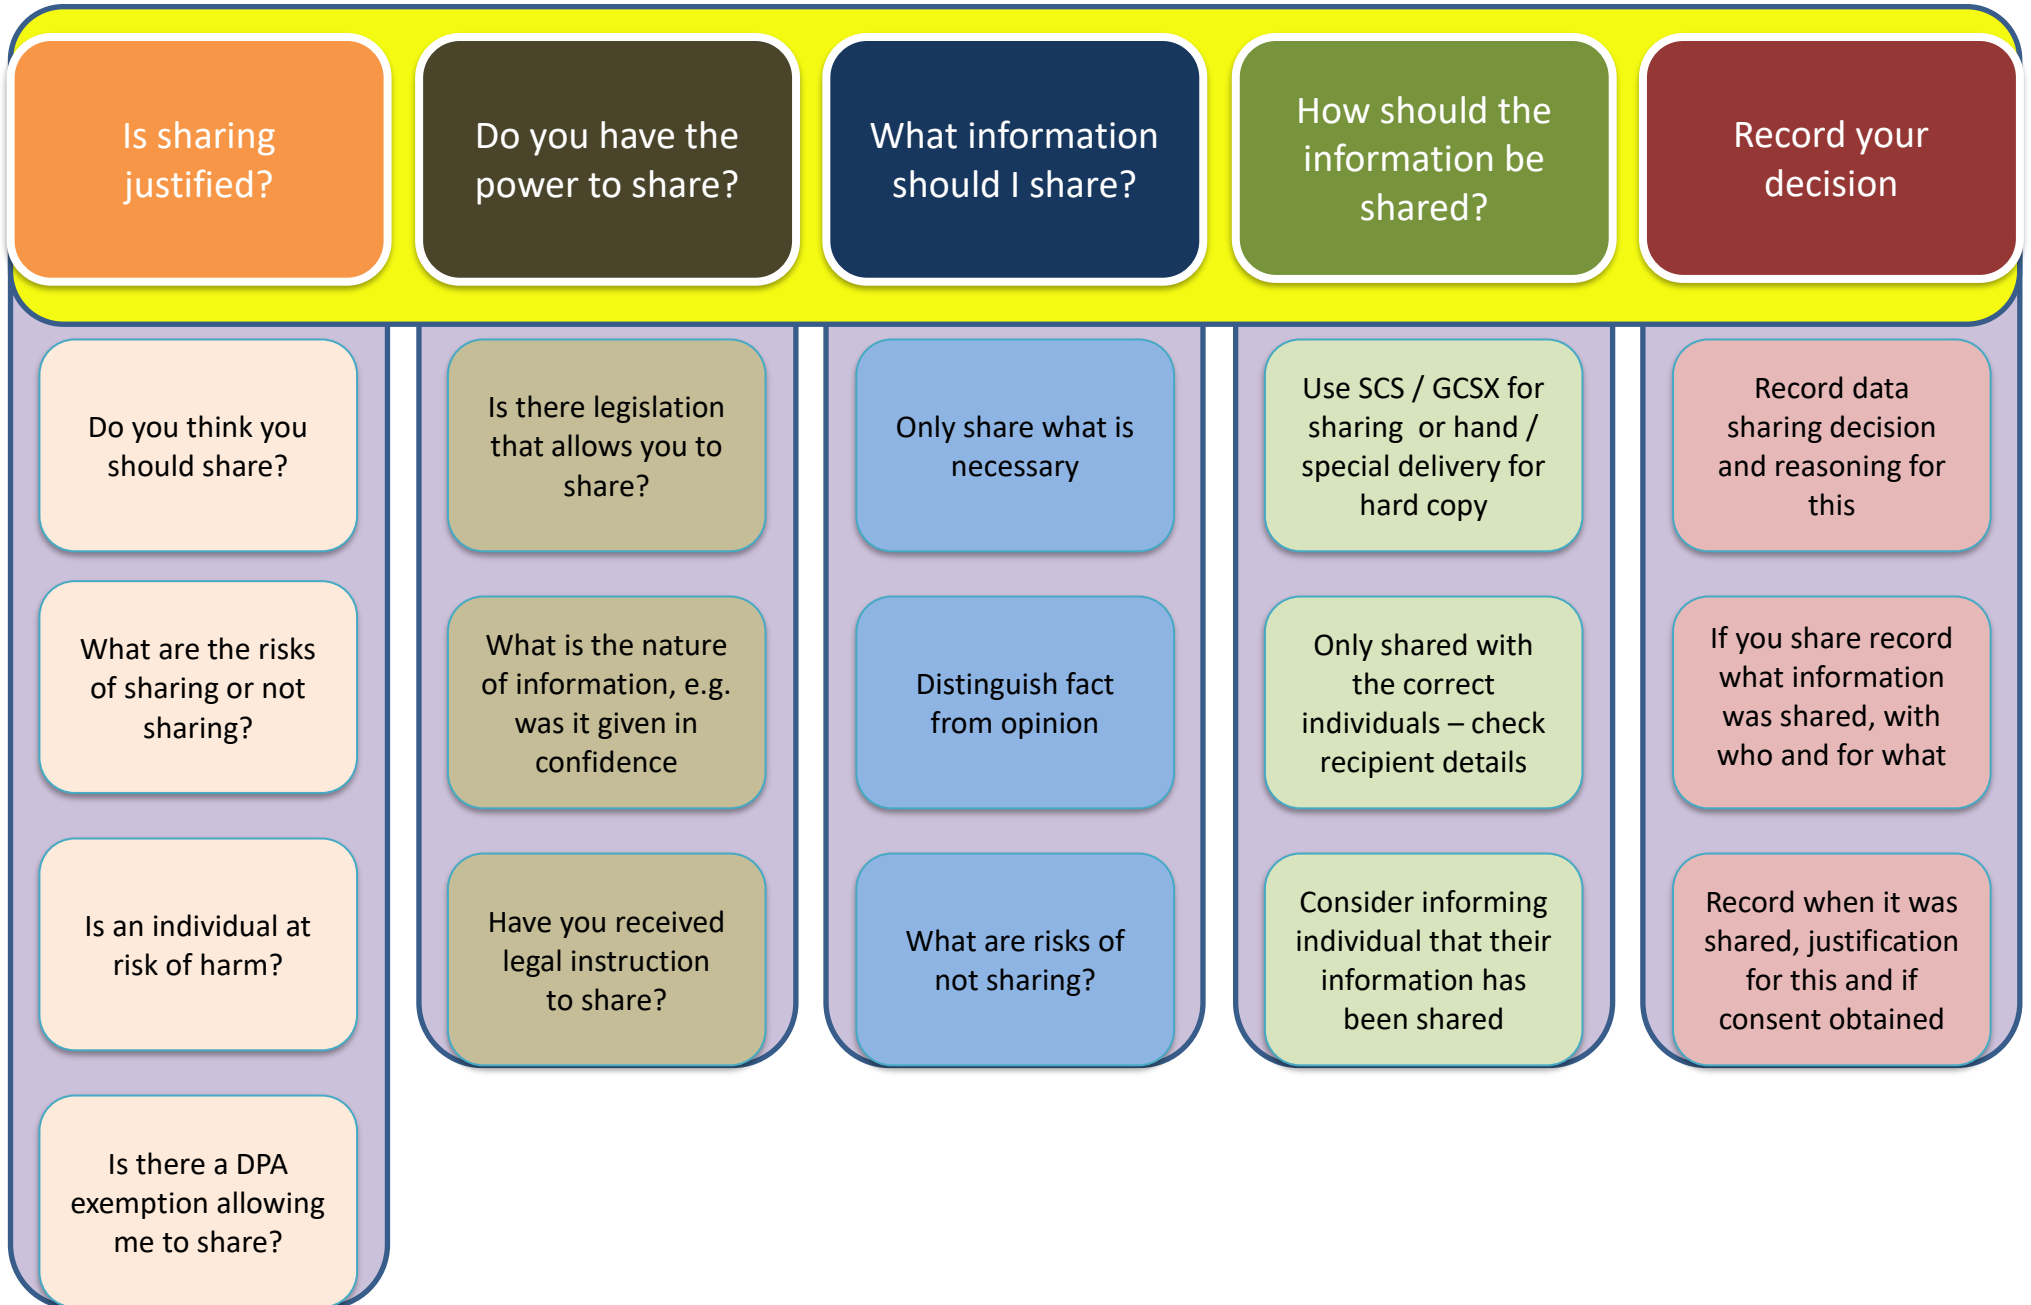 Is sharing
justified?
Do you have the
power to share?
What information
should I share?
How should the
information be
shared?
Record your
decision
Do you think you
should share?
What are the risks
of sharing or not
sharing?
Is an individual at
risk of harm?
Is there a DPA
exemption allowing
me to share?
Is there legislation
that allows you to
share?
What is the nature
of information, e.g.
was it given in
confidence
Have you received
legal instruction
to share?
Only share what is
necessary
Distinguish fact
from opinion
What are risks of
not sharing?
Use SCS / GCSX for
sharing or hand /
special delivery for
hard copy
Only shared with
the correct
individuals – check
recipient details
Consider informing
individual that their
information has
been shared
Record data
sharing decision
and reasoning for
this
If you share record
what information
was shared, with
who and for what
Record when it was
shared, justification
for this and if
consent obtained